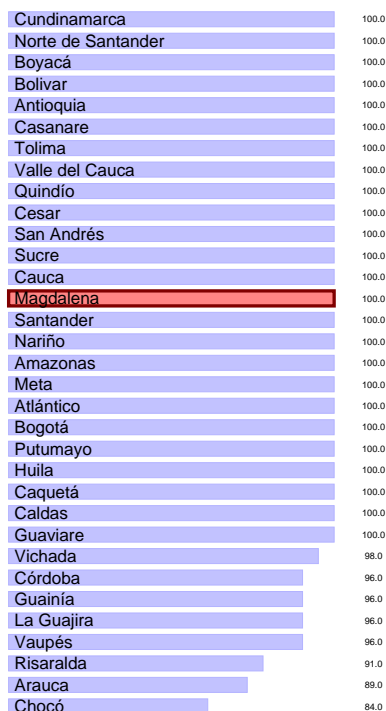 Cundinamarca 100.0
Norte de Santander 100.0
Boyacá 100.0
Bolivar 100.0
Antioquia 100.0
Casanare 100.0
Tolima 100.0
Valle del Cauca 100.0
Quindío 100.0
Cesar 100.0
San Andrés 100.0
Sucre 100.0
Cauca 100.0
Magdalena 100.0
Santander 100.0
Nariño 100.0
Amazonas 100.0
Meta 100.0
Atlántico 100.0
Bogotá 100.0
Putumayo 100.0
Huila 100.0
Caquetá 100.0
Caldas 100.0
Guaviare 100.0
Vichada 98.0
Córdoba 96.0
Guainía 96.0
La Guajira 96.0
Vaupés 96.0
Risaralda 91.0
Arauca 89.0
Chocó 84.0